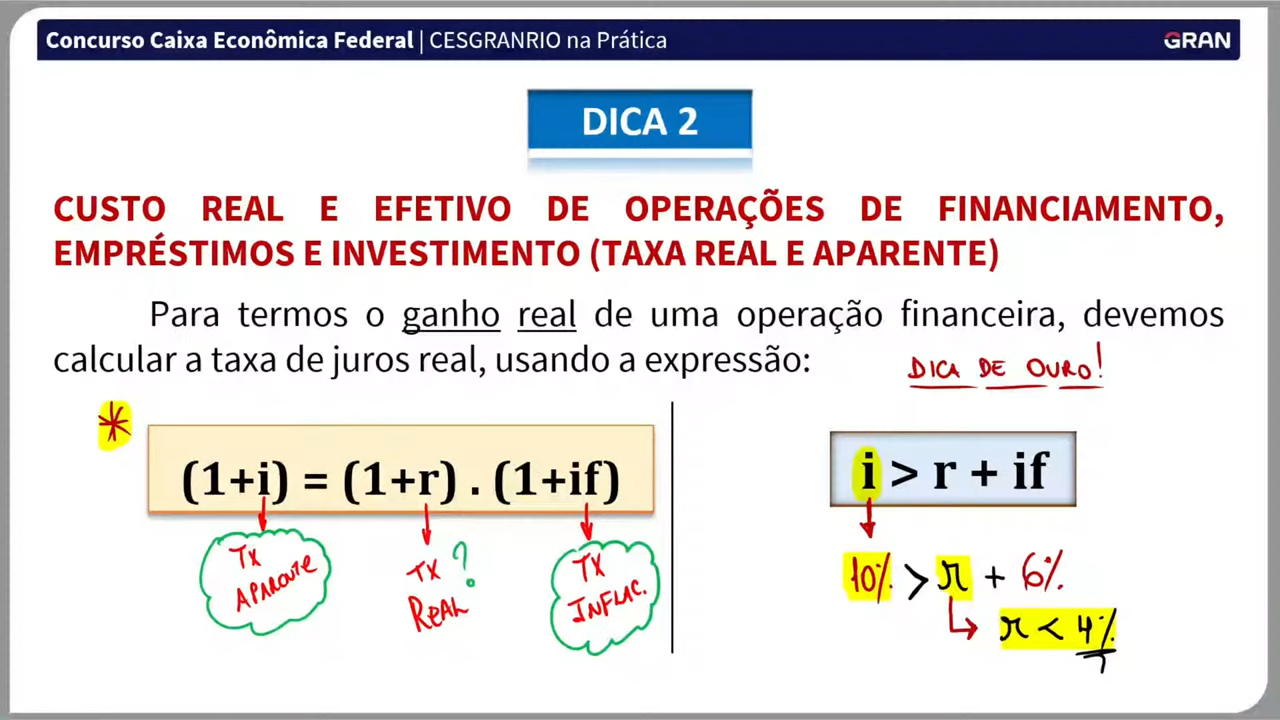 Concurso Caixa Econômica Federal | CESGRANRIO na Prática
GRAN
DICA 2
CUSTO REAL E EFETIVO DE OPERAÇÕES DE FINANCIAMENTO,
EMPRÉSTIMOS E INVESTIMENTO (TAXA REAL E APARENTE)
Para termos o ganho real de uma operação financeira, devemos
calcular a taxa de juros real, usando a expressão:
DICA DE OURO!
*
(1+i) = (1+r) . (1+if)
TX
APARENTE
TX ?
REAL
TX
INFLAC.
i > r + if
10% > r + 6%
r < 4%